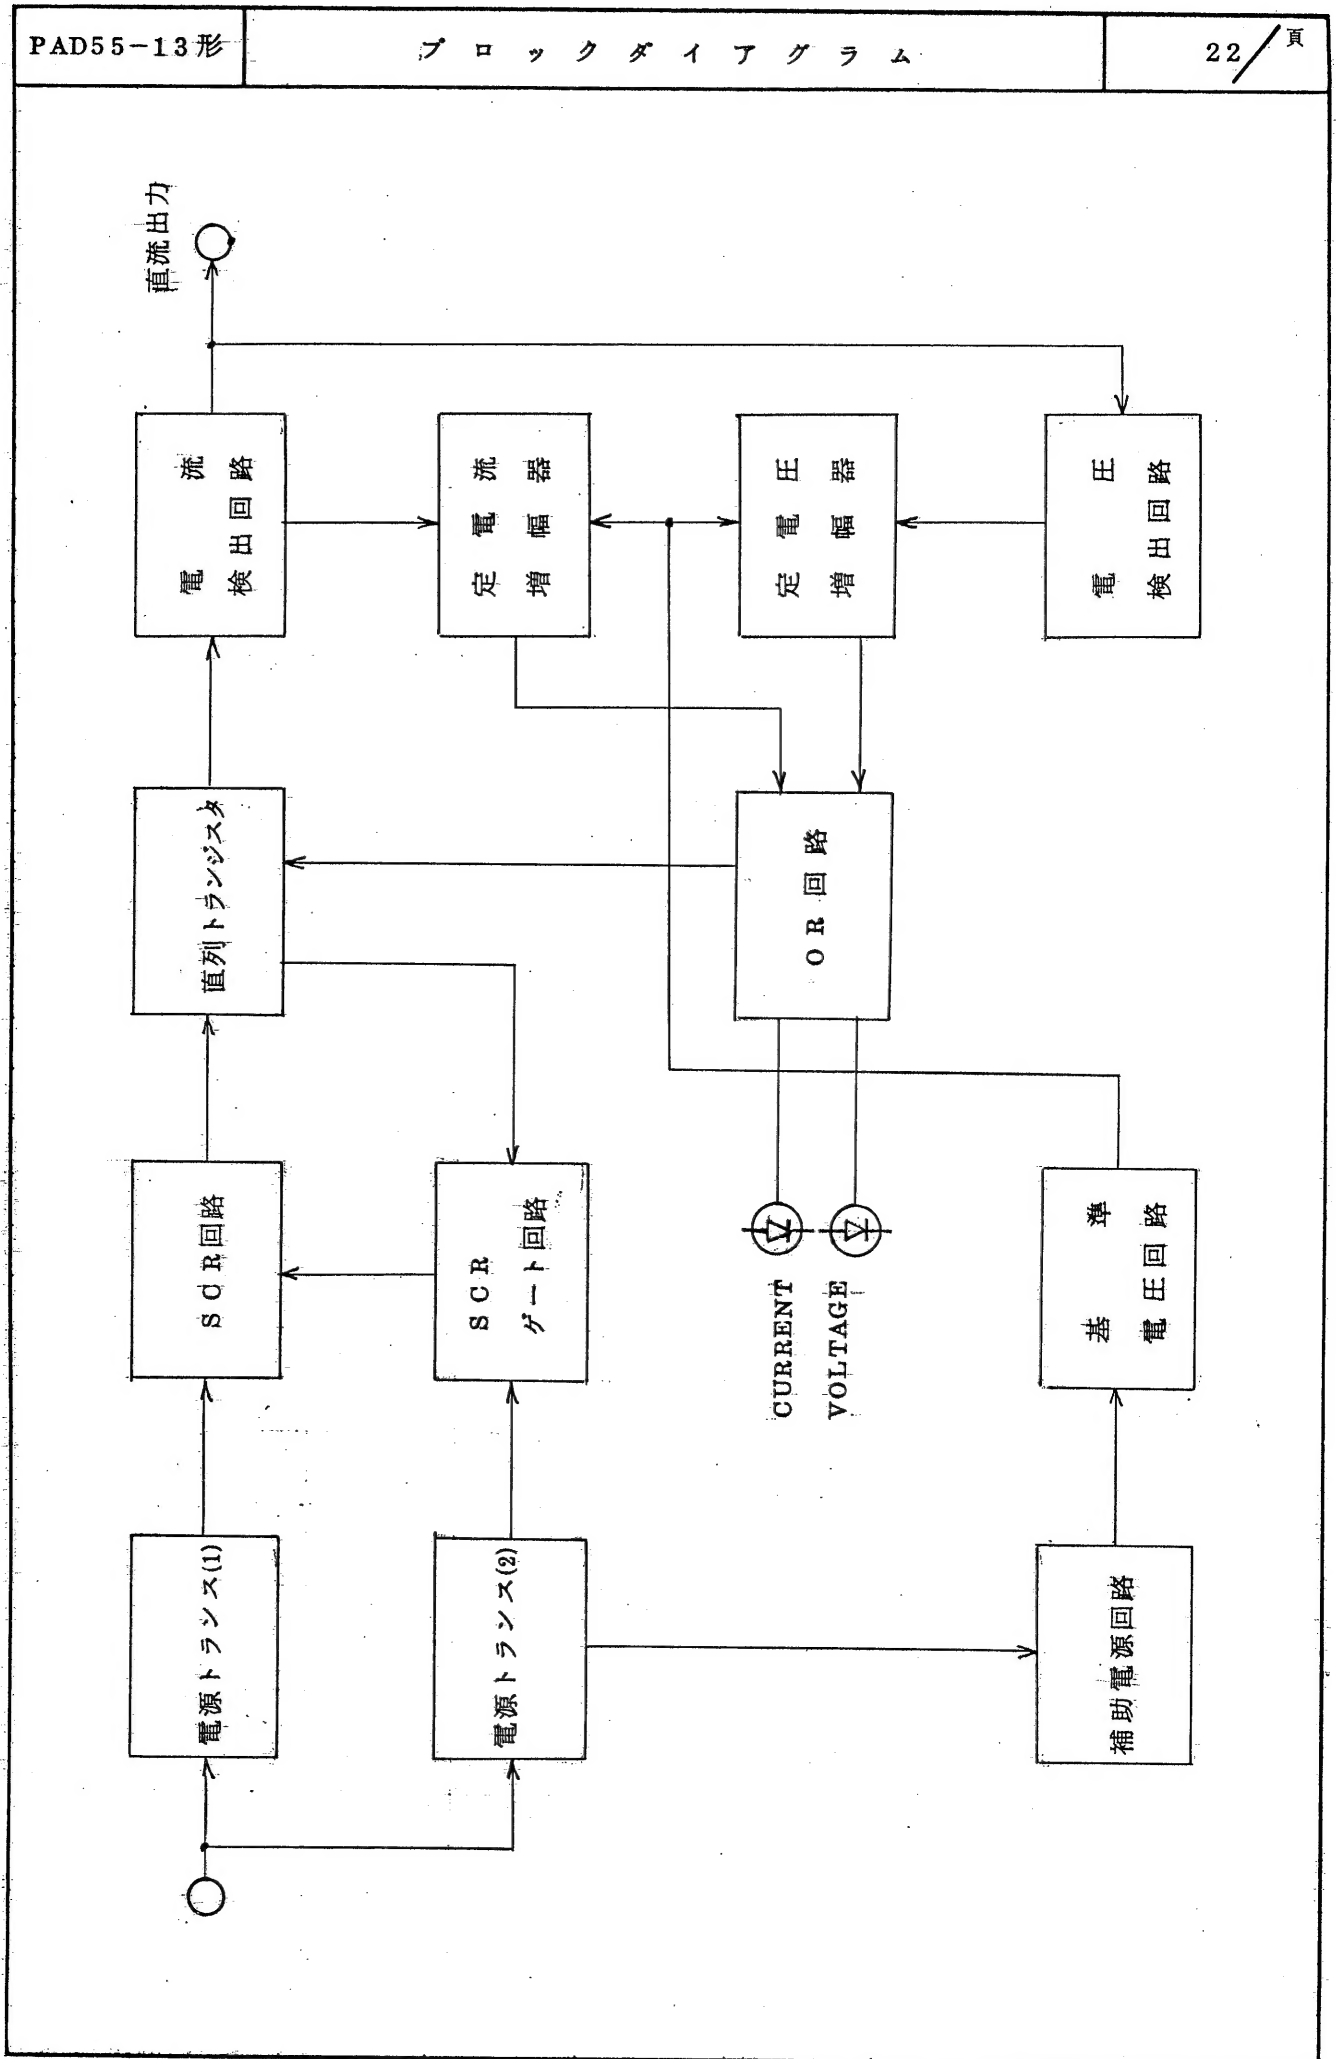 PAD55-13形
ブロックダイアグラム
22/頁
直流出力
電流
検出回路
定電流
増幅器
定電圧
増幅器
電圧
検出回路
直列トランジスタ
OR回路
SCR回路
SCR
ゲート回路
CURRENT
VOLTAGE
基準
電圧回路
電源トランス(1)
電源トランス(2)
補助電源回路